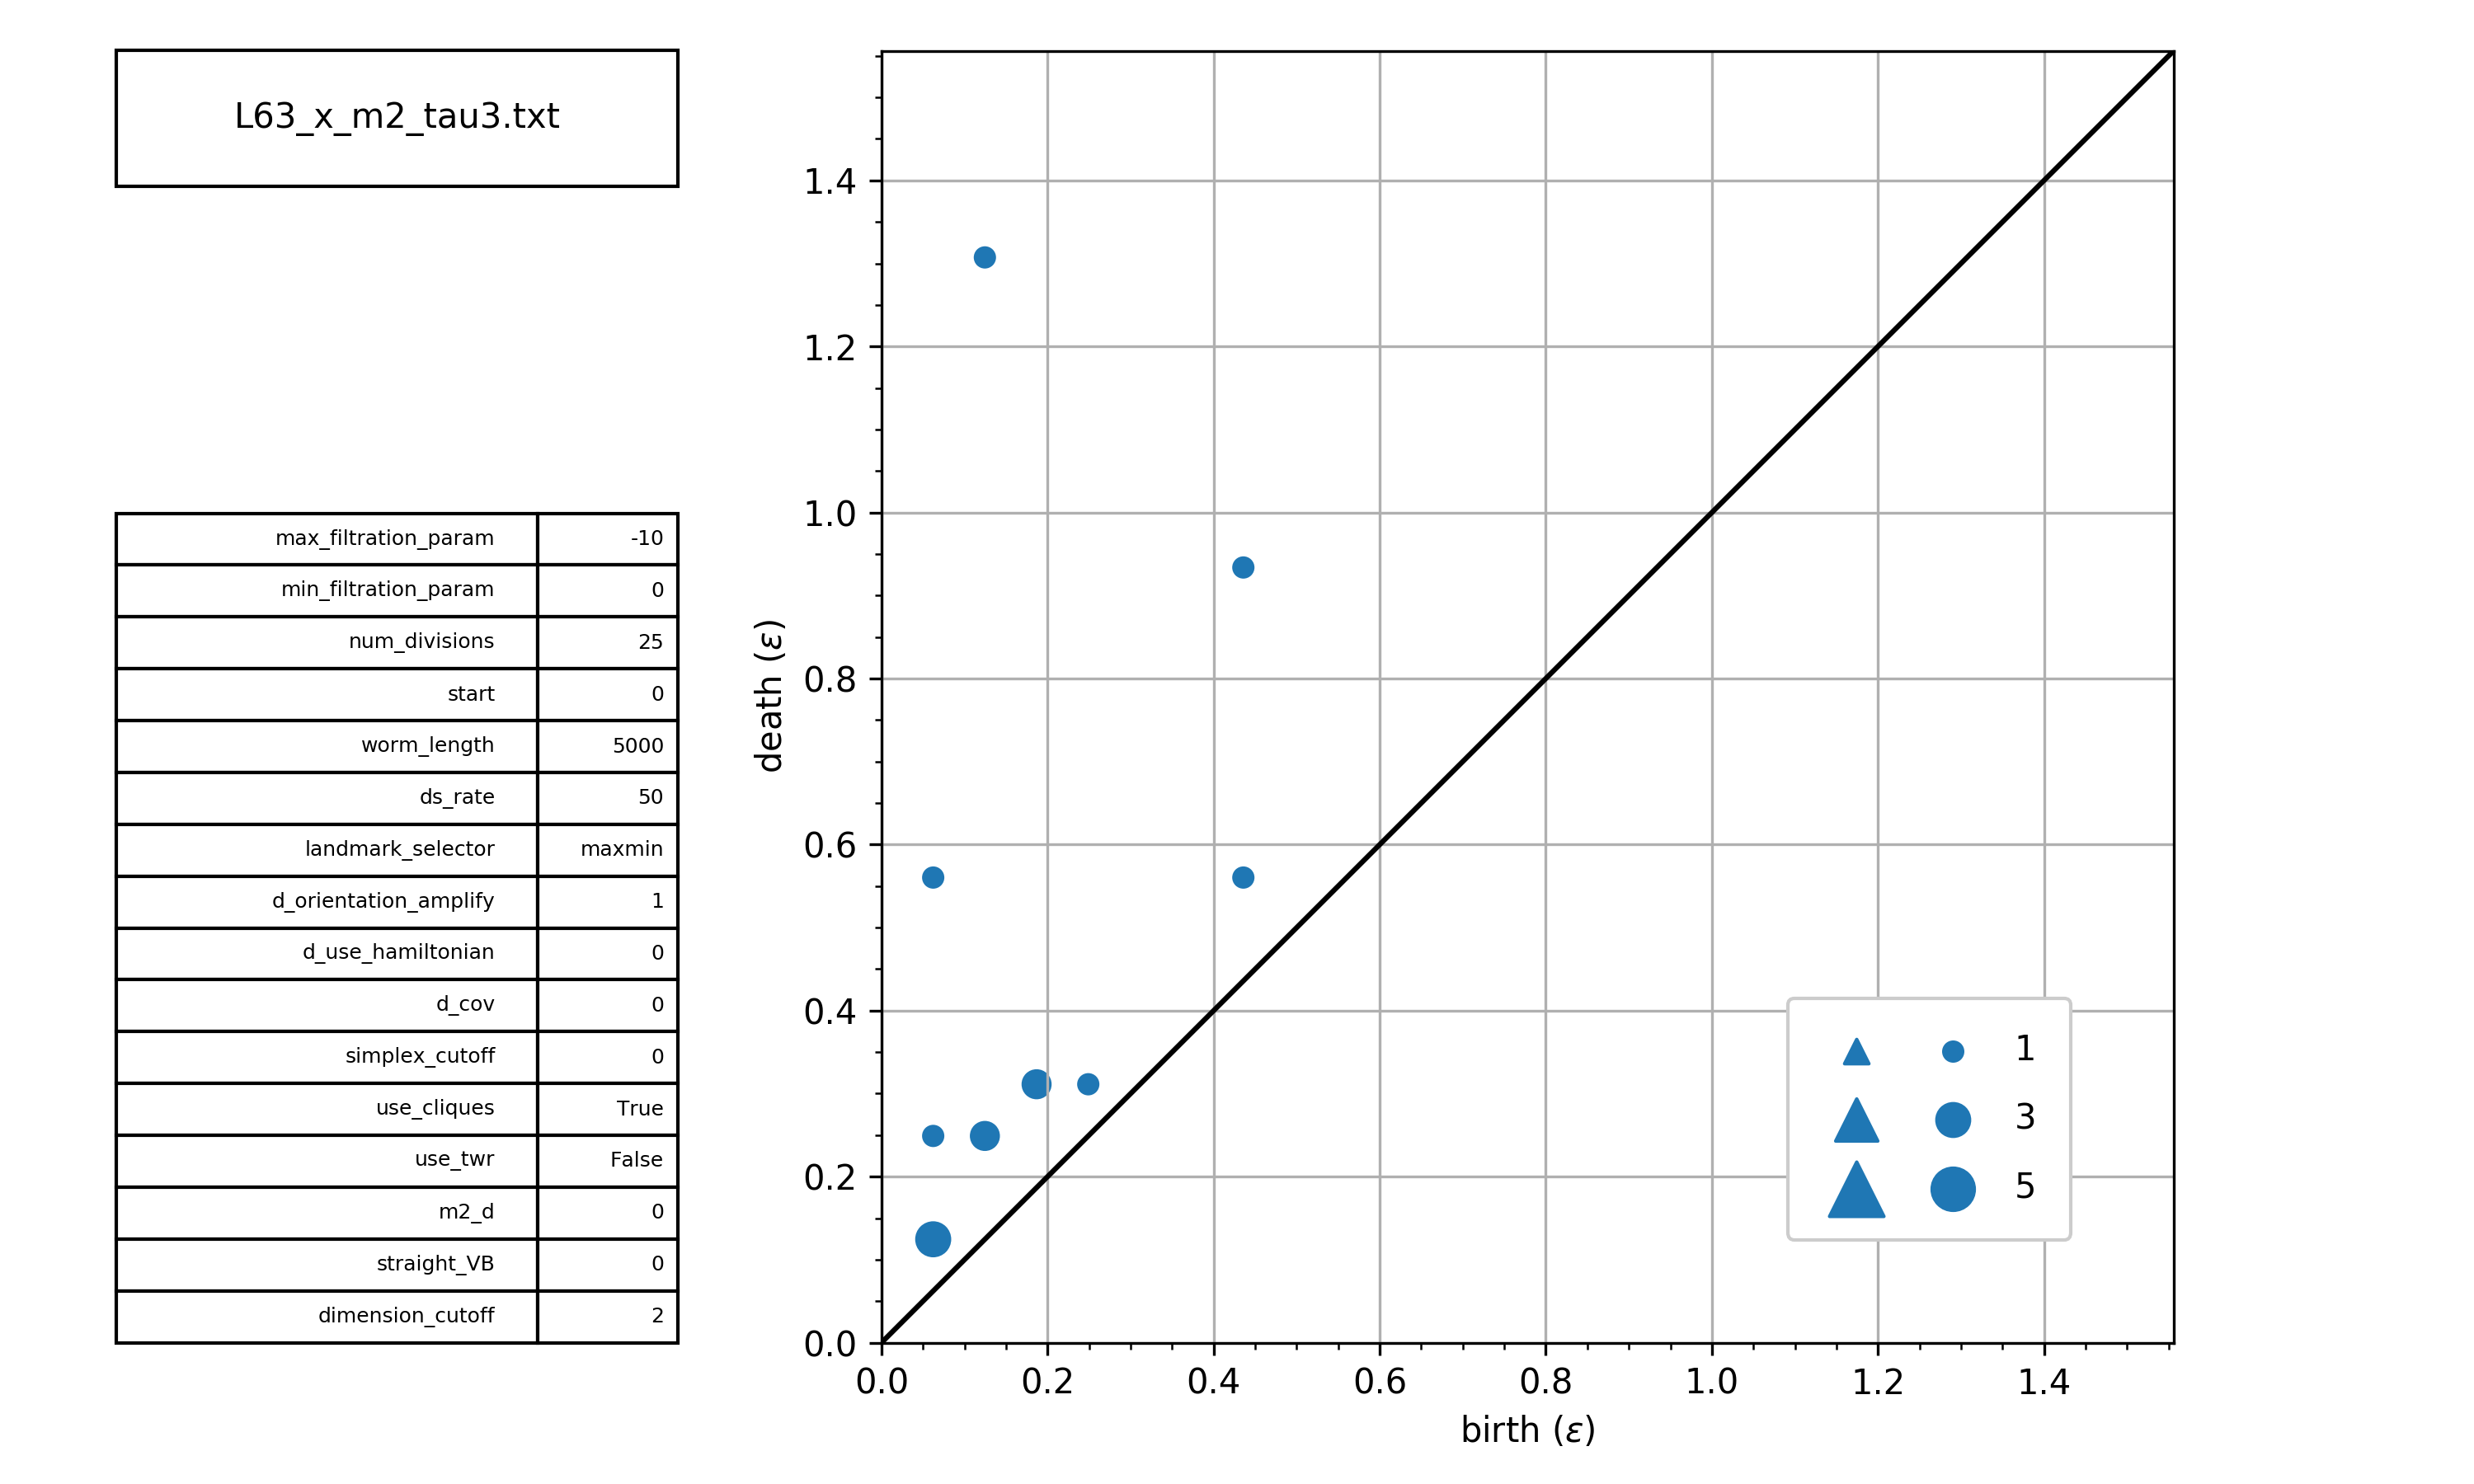 L63_x_m2_tau3.txt
max_filtration_param -10
min_filtration_param 0
num_divisions 25
start 0
worm_length 5000
ds_rate 50
landmark_selector maxmin
d_orientation_amplify 1
d_use_hamiltonian 0
d_cov 0
simplex_cutoff 0
use_cliques True
use_twr False
m2_d 0
straight_VB 0
dimension_cutoff 2
death (ε)
1.4
1.2
1.0
0.8
0.6
0.4
0.2
0.0
0.0 0.2 0.4 0.6 0.8 1.0 1.2 1.4
birth (ε)
1
3
5